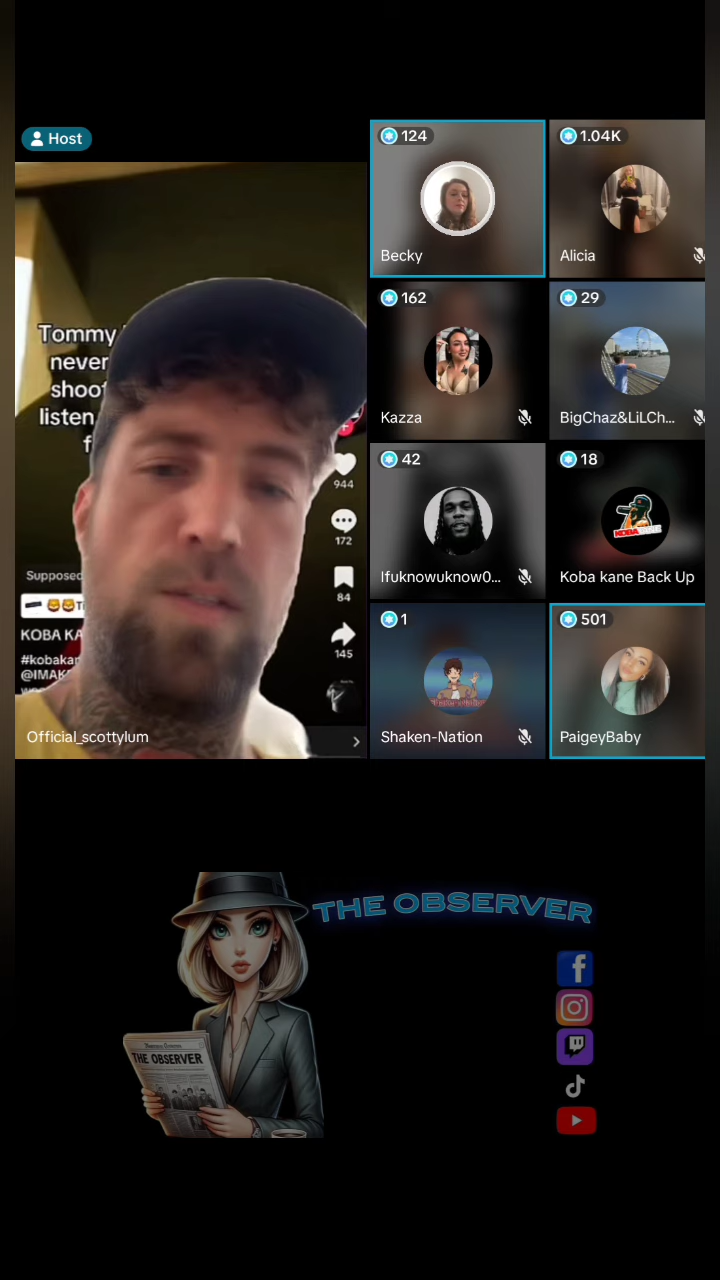 Host
Tommy
never
shoot
listen
f
944
172
84
145
Supposed
KOBA KA
#kobakan
@IMAK
Official_scottylum
124
Becky
1.04K
Alicia
162
Kazza
29
BigChaz&LiLCh...
42
Ifuknowuknow0...
18
KOBA
Koba kane Back Up
1
Shaken-Nation
501
PaigeyBaby
THE OBSERVER
THE OBSERVER